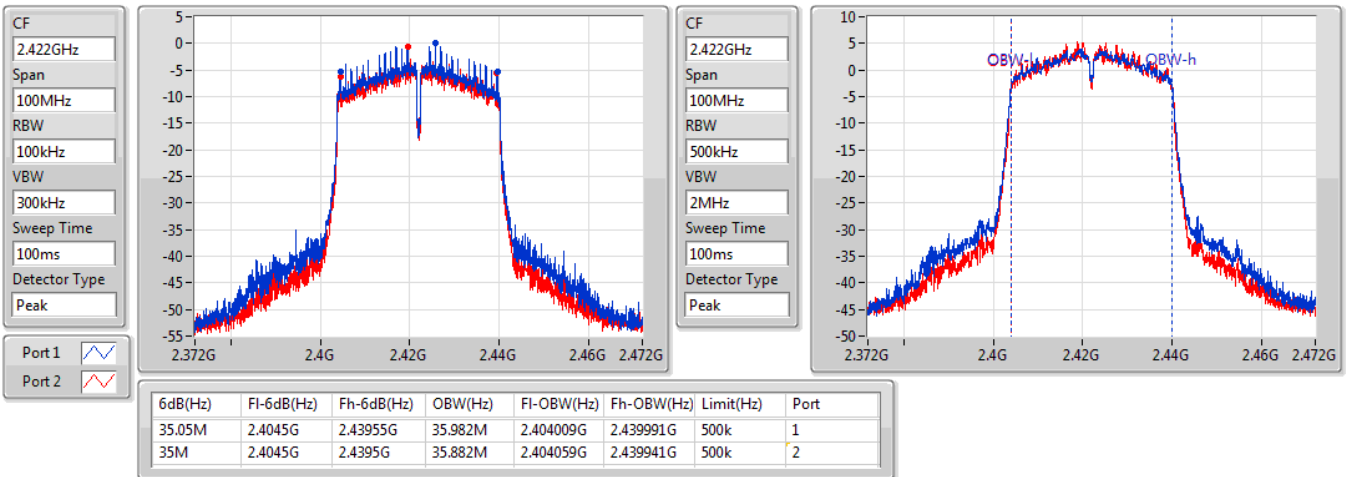 CF
2.422GHz
Span
100MHz
RBW
100kHz
VBW
300kHz
Sweep Time
100ms
Detector Type
Peak
Port 1
Port 2
5
0
-5
-10
-15
-20
-25
-30
-35
-40
-45
-50
-55
2.372G 2.4G 2.42G 2.44G 2.46G 2.472G
CF
2.422GHz
Span
100MHz
RBW
500kHz
VBW
2MHz
Sweep Time
100ms
Detector Type
Peak
10
5
0
-5
-10
-15
-20
-25
-30
-35
-40
-45
-50
OBW-h
2.372G 2.4G 2.42G 2.44G 2.46G 2.472G
6dB(Hz) Fl-6dB(Hz) Fh-6dB(Hz) OBW(Hz) Fl-OBW(Hz) Fh-OBW(Hz) Limit(Hz) Port
35.05M 2.4045G 2.43955G 35.982M 2.404009G 2.439991G 500k 1
35M 2.4045G 2.4395G 35.882M 2.404059G 2.439941G 500k 2